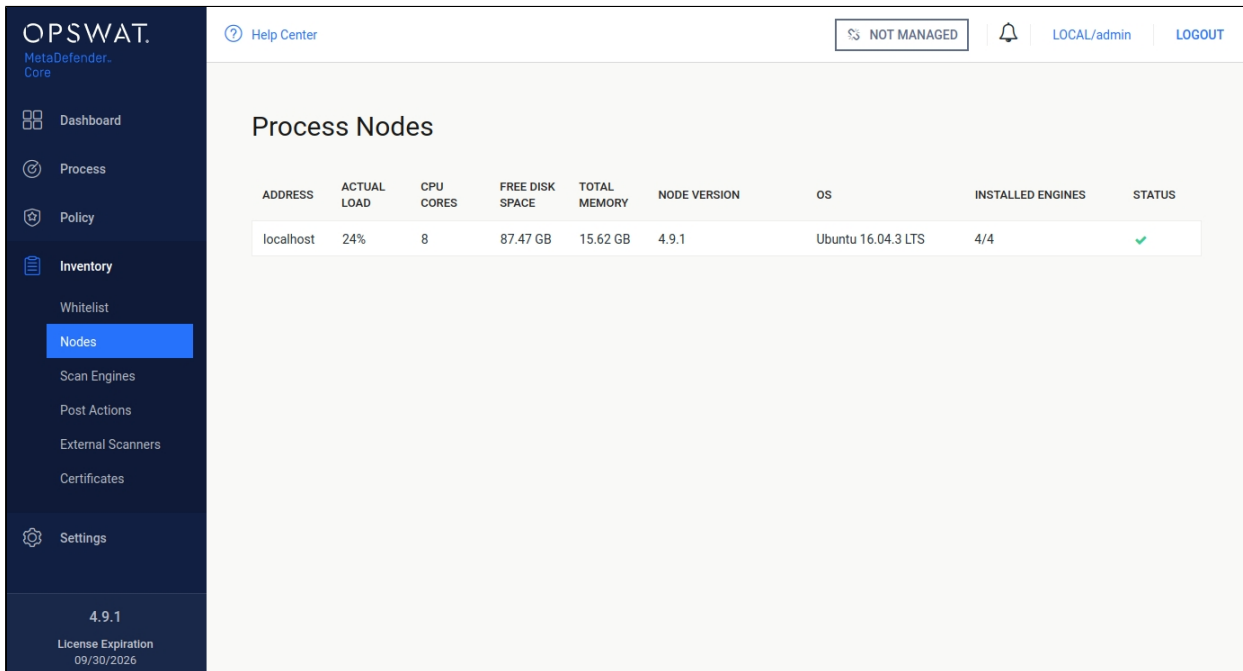 OPSWAT.
MetaDefender™
Core
Dashboard
Process
Policy
Inventory
Whitelist
Nodes
Scan Engines
Post Actions
External Scanners
Certificates
Settings
4.9.1
License Expiration
09/30/2026
Help Center
NOT MANAGED
LOCAL/admin
LOGOUT
Process Nodes
ADDRESS ACTUAL LOAD CPU CORES FREE DISK SPACE TOTAL MEMORY NODE VERSION OS INSTALLED ENGINES STATUS
localhost 24% 8 87.47 GB 15.62 GB 4.9.1 Ubuntu 16.04.3 LTS 4/4